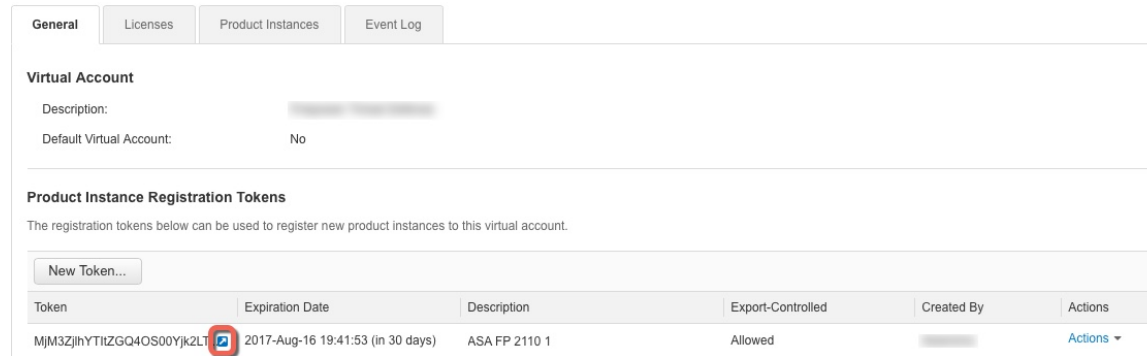 General Licenses Product Instances Event Log
Virtual Account
Description:
Default Virtual Account: No
Product Instance Registration Tokens
The registration tokens below can be used to register new product instances to this virtual account.
New Token...
Token Expiration Date Description Export-Controlled Created By Actions
MjM3ZjlhYTItZGQ4OS00Yjk2LT 2017-Aug-16 19:41:53 (in 30 days) ASA FP 2110 1 Allowed Actions